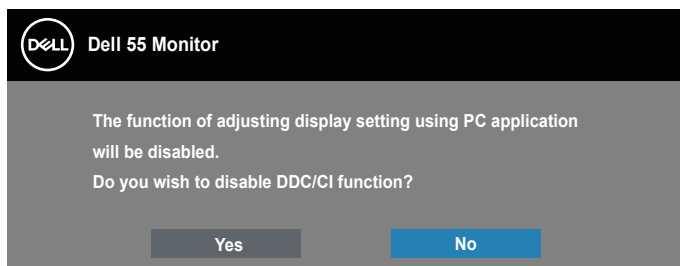 DELL Dell 55 Monitor
The function of adjusting display setting using PC application
will be disabled.
Do you wish to disable DDC/CI function?
Yes No